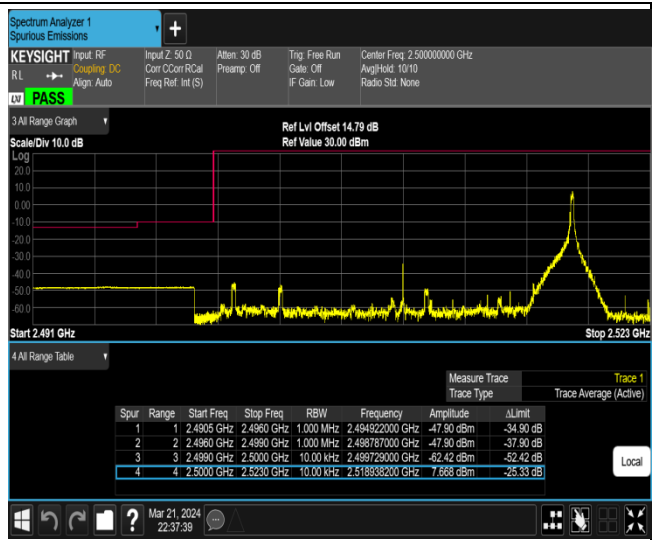 Spectrum Analyzer 1
Spurious Emissions
+
KEYSIGHT Input: RF Input Z: 50 Ω Atten: 30 dB Trig: Free Run Center Freq: 2.500000000 GHz
RL Coupling: DC Corr CCorr RCal Preamp: Off Gate: Off Avg|Hold: 10/10
Align: Auto Freq Ref: Int (S) IF Gain: Low Radio Std: None
LXI PASS
3 All Range Graph
Ref Lvl Offset 14.79 dB
Scale/Div 10.0 dB Ref Value 30.00 dBm
Log
20.0
10.0
0.00
-10.0
-20.0
-30.0
-40.0
-50.0
-60.0
Start 2.491 GHz Stop 2.523 GHz
4 All Range Table
Measure Trace Trace 1
Trace Type Trace Average (Active)
Spur Range Start Freq Stop Freq RBW Frequency Amplitude ΔLimit
1 1 2.4905 GHz 2.4960 GHz 1.000 MHz 2.494922000 GHz -47.90 dBm -34.90 dB
2 2 2.4960 GHz 2.4990 GHz 1.000 MHz 2.498787000 GHz -47.90 dBm -37.90 dB
3 3 2.4990 GHz 2.5000 GHz 10.00 kHz 2.499729000 GHz -62.42 dBm -52.42 dB
4 4 2.5000 GHz 2.5230 GHz 10.00 kHz 2.518938200 GHz 7.668 dBm -25.33 dB
Local
? Mar 21, 2024
22:37:39